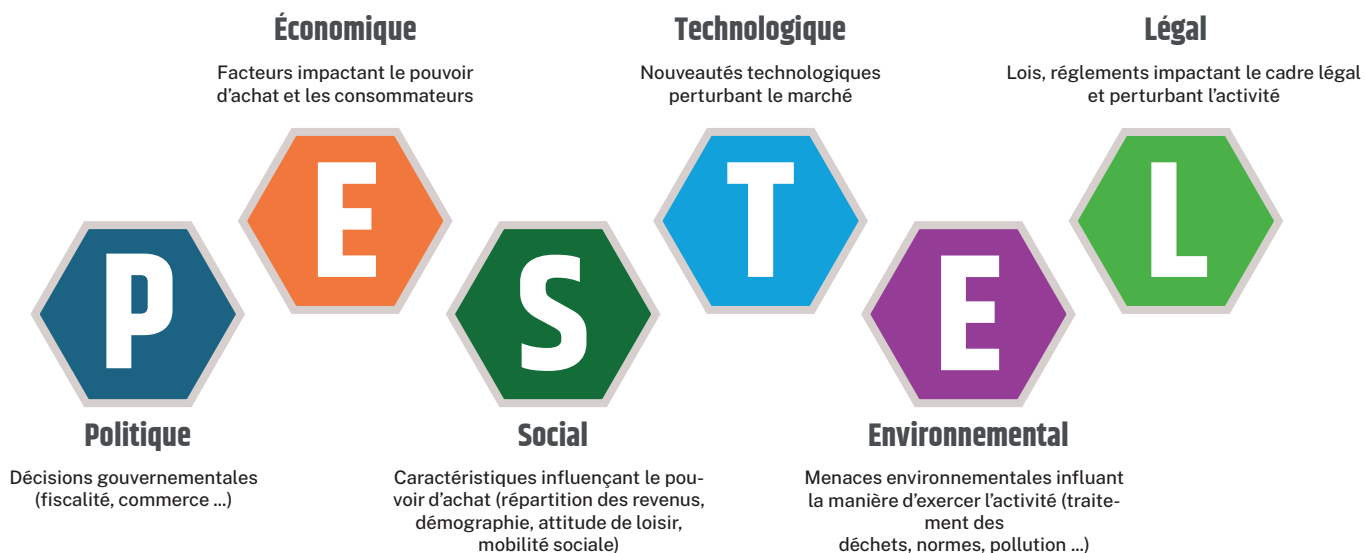 Économique
Facteurs impactant le pouvoir
d'achat et les consommateurs
Technologique
Nouveautés technologiques
perturbant le marché
Légal
Lois, réglements impactant le cadre légal
et perturbant l'activité
P
E
S
T
E
L
Politique
Décisions gouvernementales
(fiscalité, commerce ...)
Social
Caractéristiques influençant le pou-
voir d'achat (répartition des revenus,
démographie, attitude de loisir,
mobilité sociale)
Environnemental
Menaces environnementales influant
la manière d'exercer l'activité (traite-
ment des
déchets, normes, pollution ...)